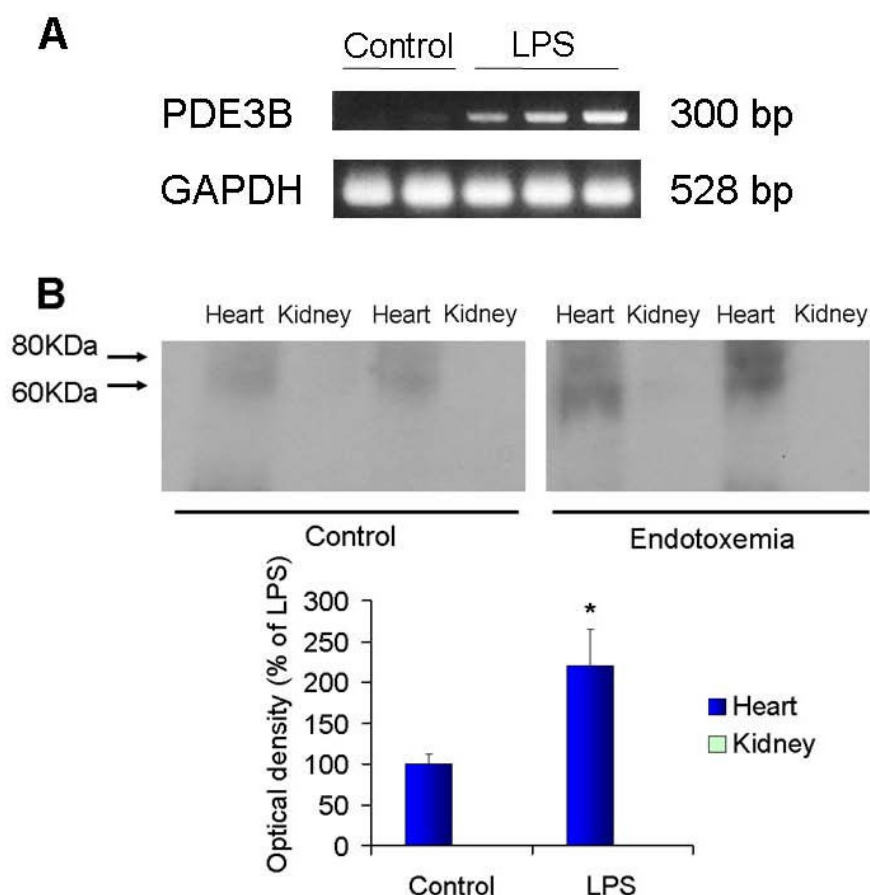 A
Control LPS
PDE3B 300 bp
GAPDH 528 bp
B
Heart Kidney Heart Kidney Heart Kidney Heart Kidney
80KDa
60KDa
Control Endotoxemia
Optical density (% of LPS)
300
250
200
150
100
50
0
*
Heart
Kidney
Control LPS